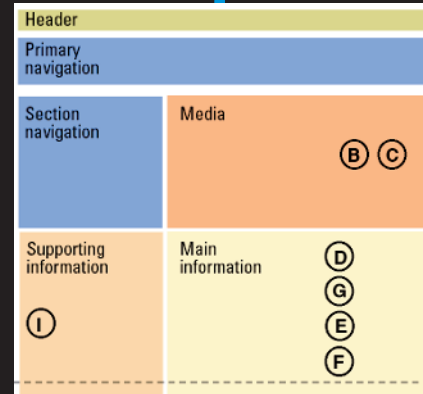 Header
Primary
navigation
Section
navigation
Media
B C
Supporting
information
I
Main
information
D
G
E
F